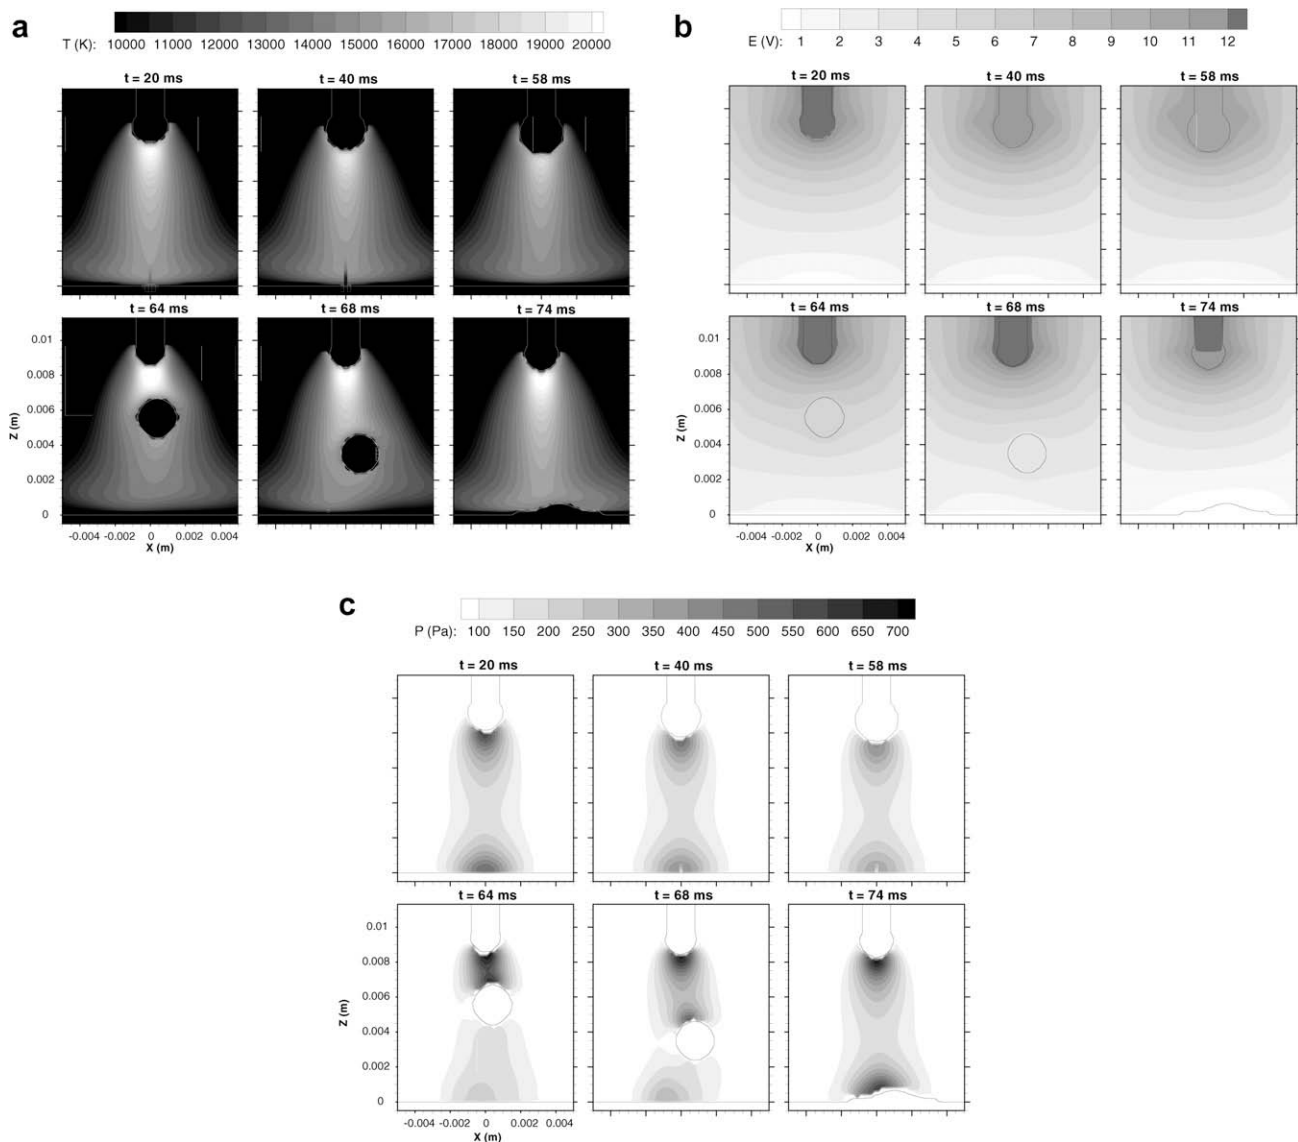 a
T (K): 10000 11000 12000 13000 14000 15000 16000 17000 18000 19000 20000
t = 20 ms t = 40 ms t = 58 ms
t = 64 ms t = 68 ms t = 74 ms
0.01
0.008
0.006
Z (m)
0.004
0.002
0
-0.004 -0.002 0 0.002 0.004
X (m)
b
E (V): 1 2 3 4 5 6 7 8 9 10 11 12
t = 20 ms t = 40 ms t = 58 ms
t = 64 ms t = 68 ms t = 74 ms
0.01
0.008
0.006
Z (m)
0.004
0.002
0
-0.004 -0.002 0 0.002 0.004
X (m)
c
P (Pa): 100 150 200 250 300 350 400 450 500 550 600 650 700
t = 20 ms t = 40 ms t = 58 ms
t = 64 ms t = 68 ms t = 74 ms
0.01
0.008
0.006
Z (m)
0.004
0.002
0
-0.004 -0.002 0 0.002 0.004
X (m)